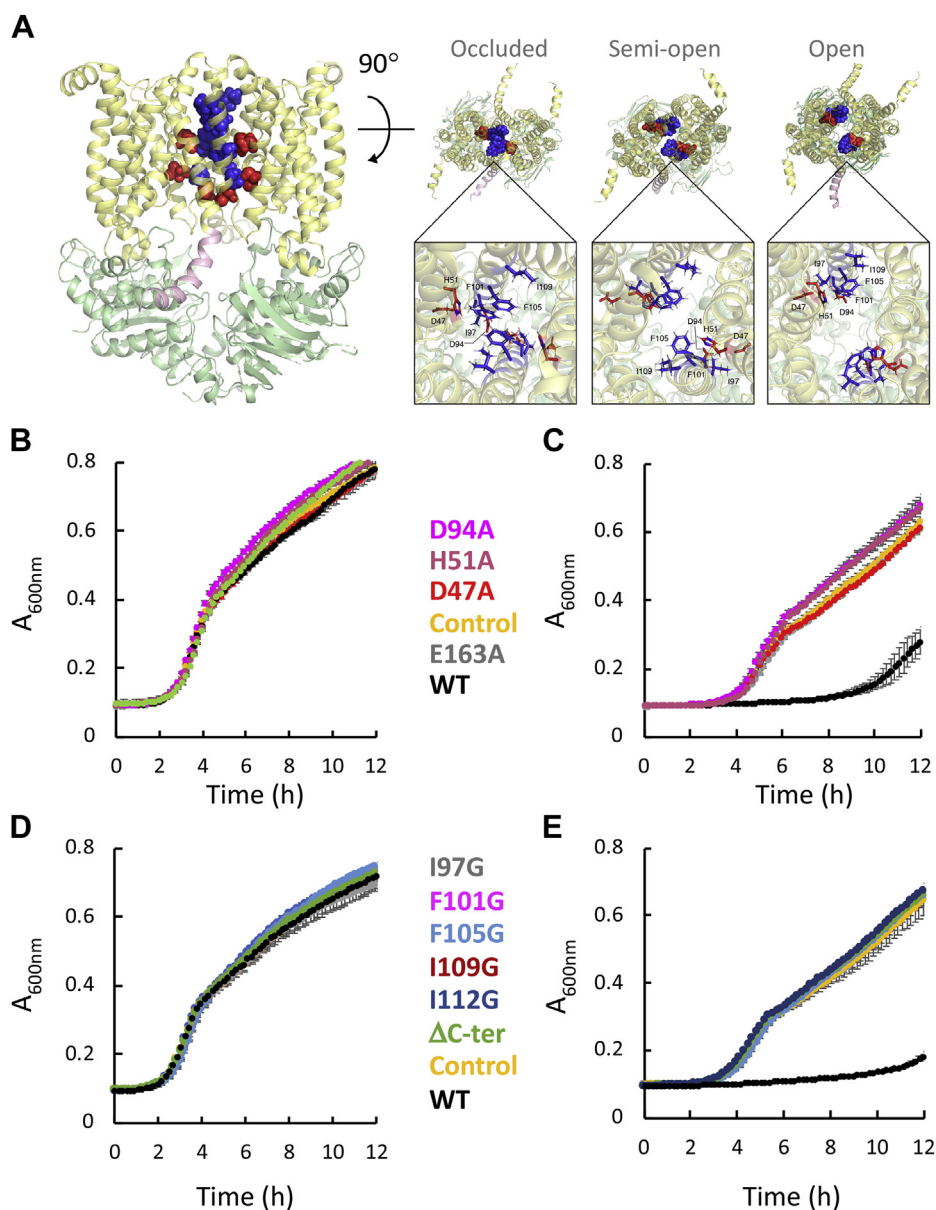 A
90°
Occluded
Semi-open
Open
H51
F101
I109
F105
D47
I97
D94
D94
H51
D47
F105
I109
F101
I97
I97
I109
F105
F101
D47
H51
D94
B
0.8
0.6
0.4
0.2
0
A600nm
0 2 4 6 8 10 12
Time (h)
D94A
H51A
D47A
Control
E163A
WT
C
0.8
0.6
0.4
0.2
0
A600nm
0 2 4 6 8 10 12
Time (h)
D
0.8
0.6
0.4
0.2
0
A600nm
0 2 4 6 8 10 12
Time (h)
I97G
F101G
F105G
I109G
I112G
ΔC-ter
Control
WT
E
0.8
0.6
0.4
0.2
0
A600nm
0 2 4 6 8 10 12
Time (h)